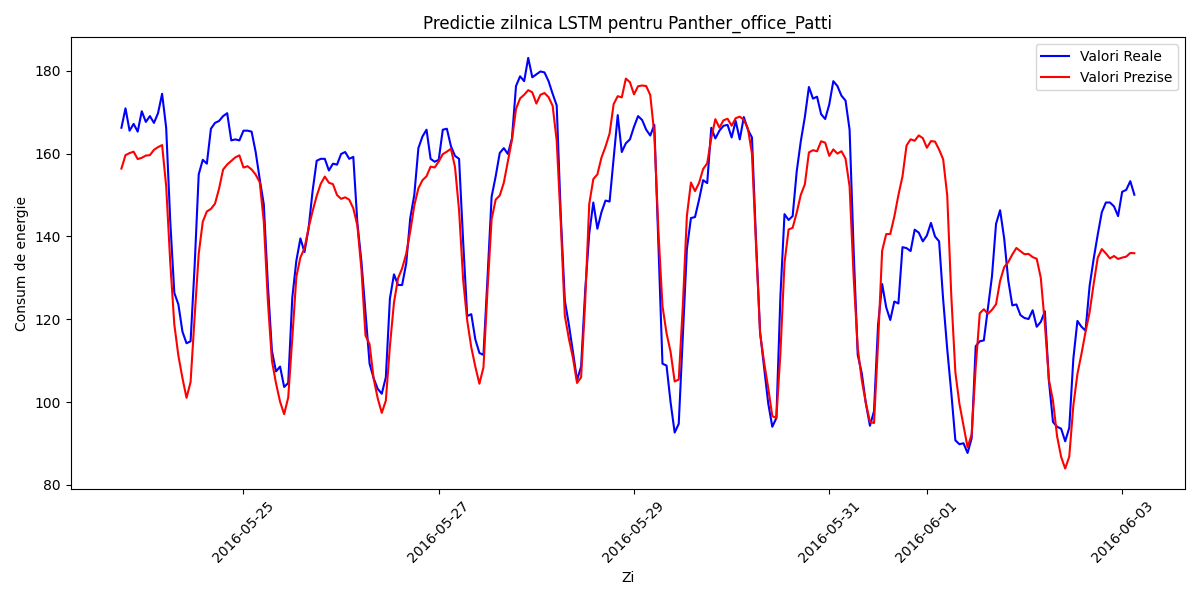 Predictie zilnica LSTM pentru Panther_office_Patti
Valori Reale
Valori Prezise
Consum de energie
180
160
140
120
100
80
2016-05-25
2016-05-27
2016-05-29
2016-05-31
2016-06-01
2016-06-03
Zi